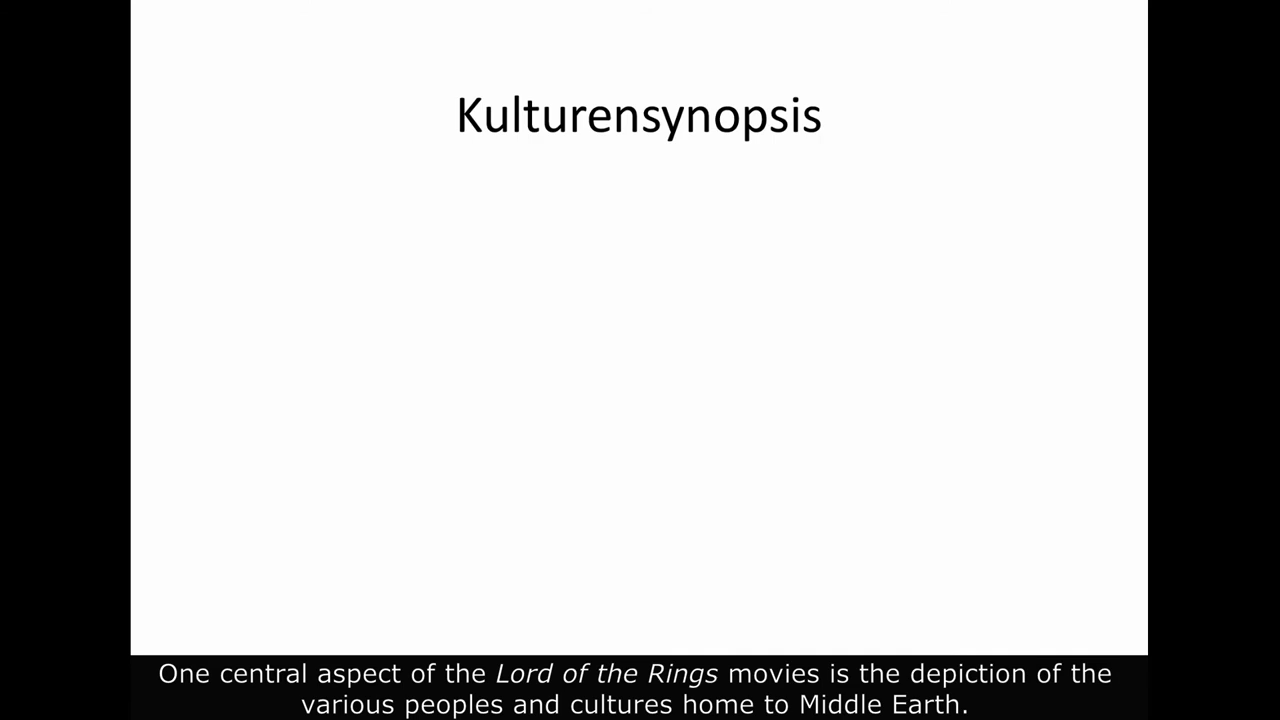 Kulturensynopsis
One central aspect of the Lord of the Rings movies is the depiction of the
various peoples and cultures home to Middle Earth.